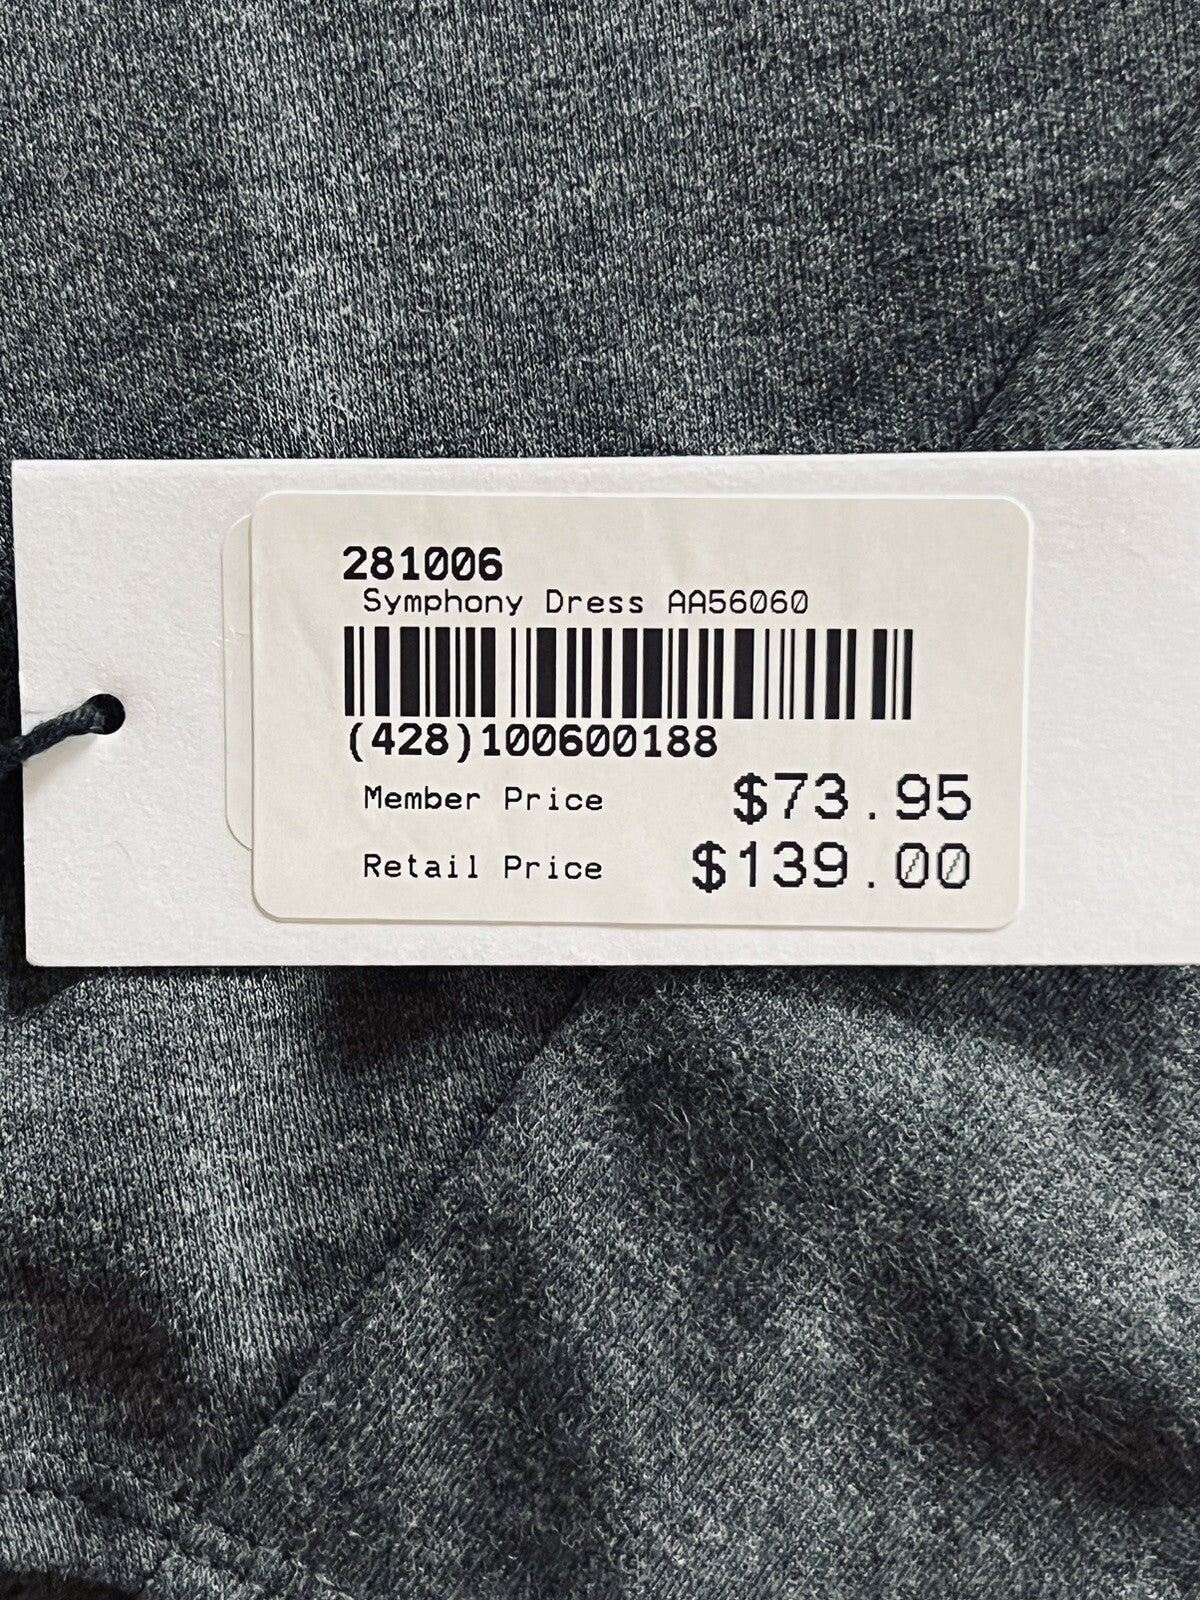 281006
Symphony Dress AA56060
(428)100600188
Member Price $73.95
Retail Price $139.00